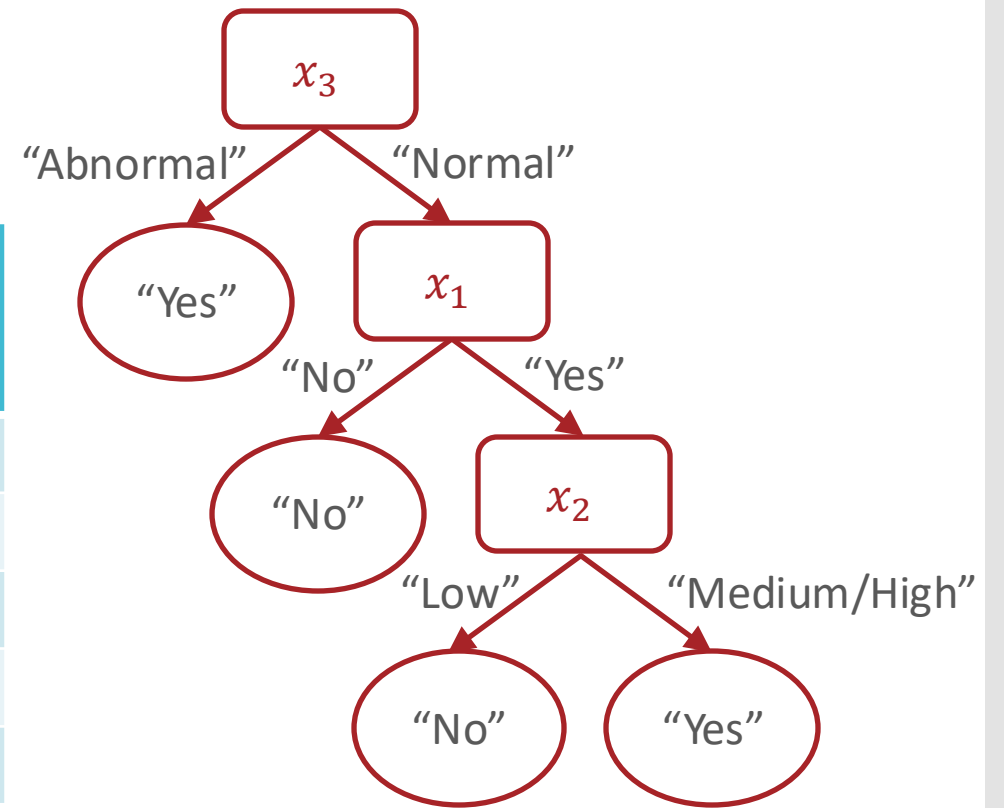 x₃
“Abnormal” “Normal”
“Yes” x₁
“No” “Yes”
“No” x₂
“Low” “Medium/High”
“No” “Yes”